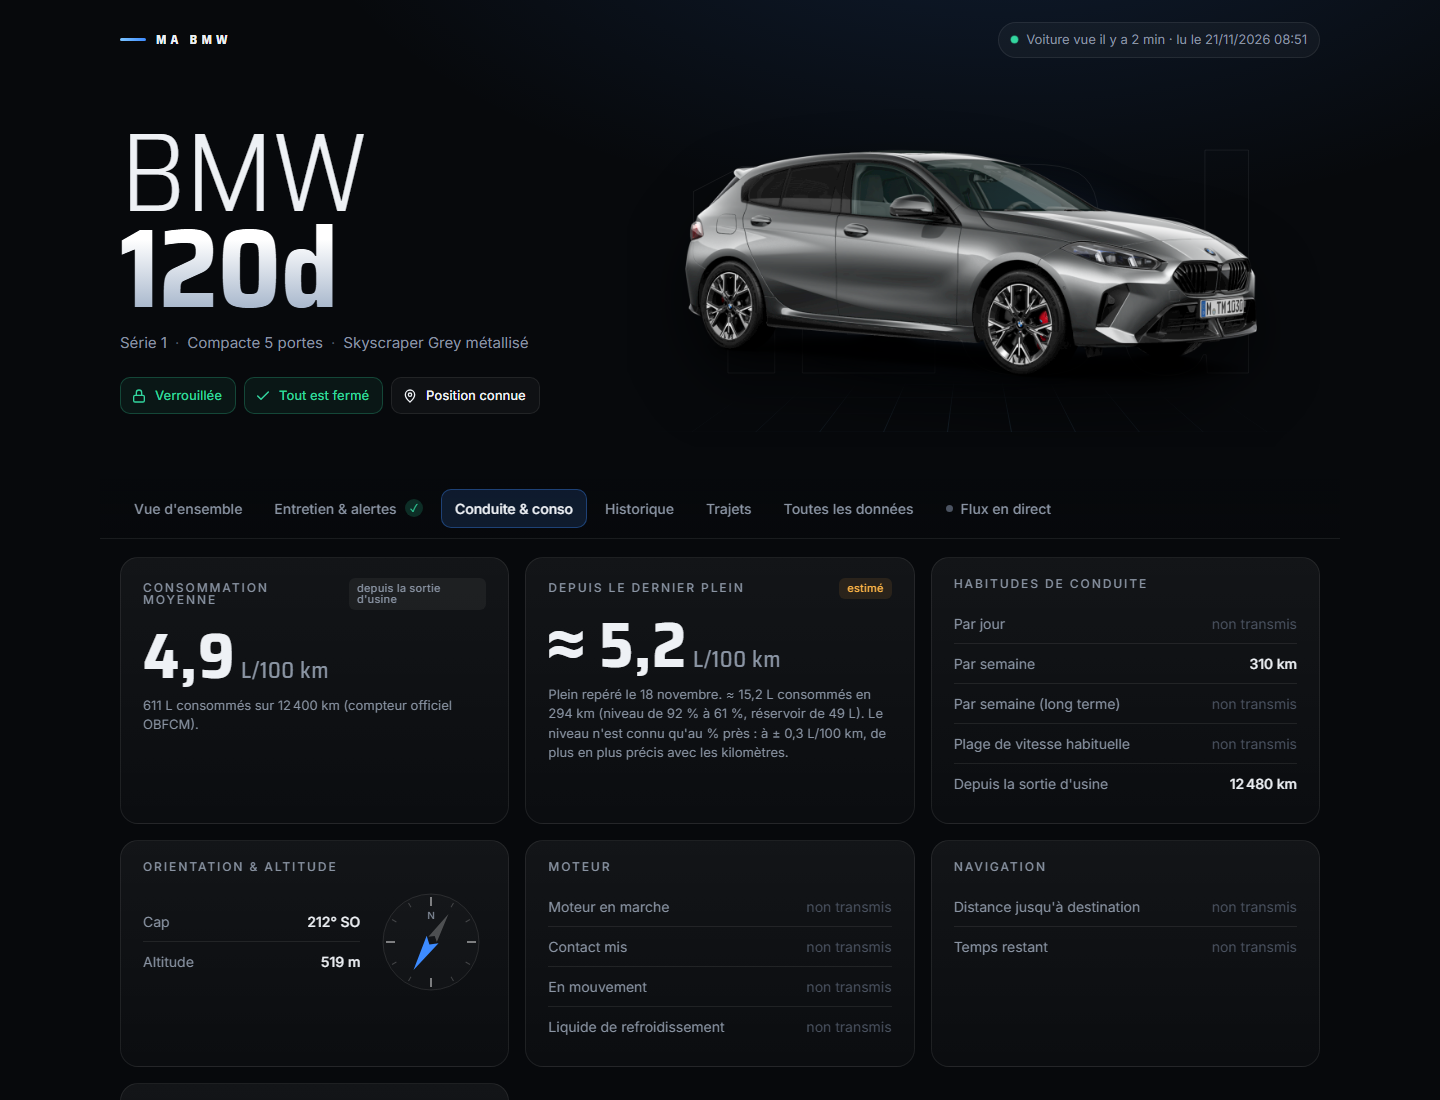 MA BMW
Voiture vue il y a 2 min · lu le 21/11/2026 08:51
BMW
120d
Série 1 · Compacte 5 portes · Skyscraper Grey métallisé
Verrouillée
Tout est fermé
Position connue
Vue d'ensemble
Entretien & alertes
Conduite & conso
Historique
Trajets
Toutes les données
Flux en direct
CONSOMMATION
MOYENNE
depuis la sortie
d'usine
4,9 L/100 km
611 L consommés sur 12 400 km (compteur officiel
OBFCM).
DEPUIS LE DERNIER PLEIN
estimé
≈ 5,2 L/100 km
Plein repéré le 18 novembre. ≈ 15,2 L consommés en
294 km (niveau de 92 % à 61 %, réservoir de 49 L). Le
niveau n'est connu qu'au % près : à ± 0,3 L/100 km, de
plus en plus précis avec les kilomètres.
HABITUDES DE CONDUITE
Par jour non transmis
Par semaine 310 km
Par semaine (long terme) non transmis
Plage de vitesse habituelle non transmis
Depuis la sortie d'usine 12 480 km
ORIENTATION & ALTITUDE
Cap 212° SO
Altitude 519 m
N
MOTEUR
Moteur en marche non transmis
Contact mis non transmis
En mouvement non transmis
Liquide de refroidissement non transmis
NAVIGATION
Distance jusqu'à destination non transmis
Temps restant non transmis